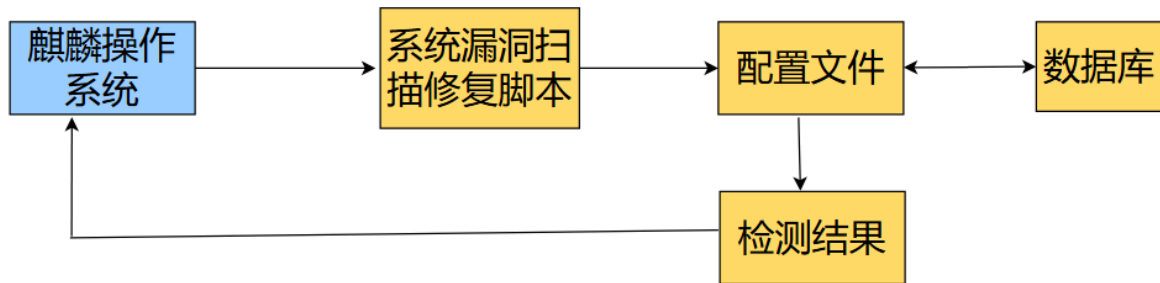 麒麟操作
系统
系统漏洞扫
描修复脚本
配置文件
数据库
检测结果